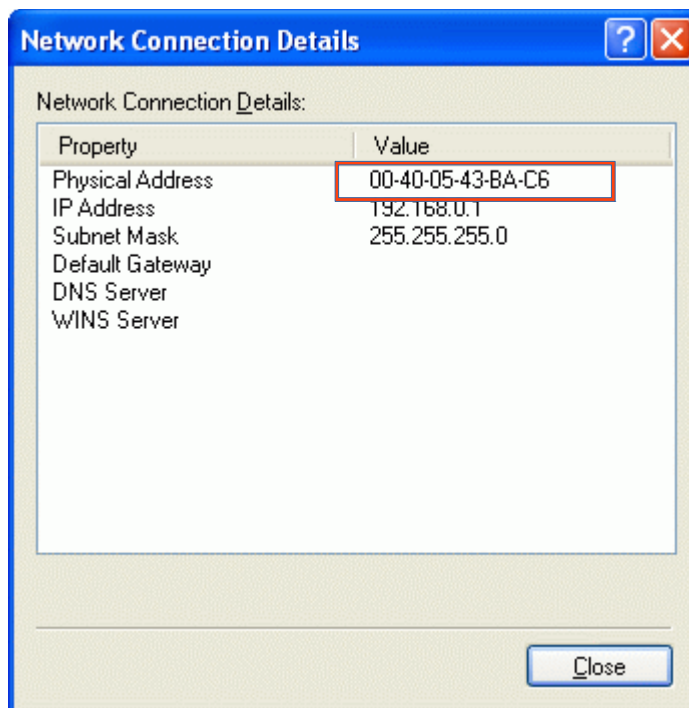 Network Connection Details
Network Connection Details:
Property Value
Physical Address 00-40-05-43-BA-C6
IP Address 192.168.0.1
Subnet Mask 255.255.255.0
Default Gateway
DNS Server
WINS Server
Close